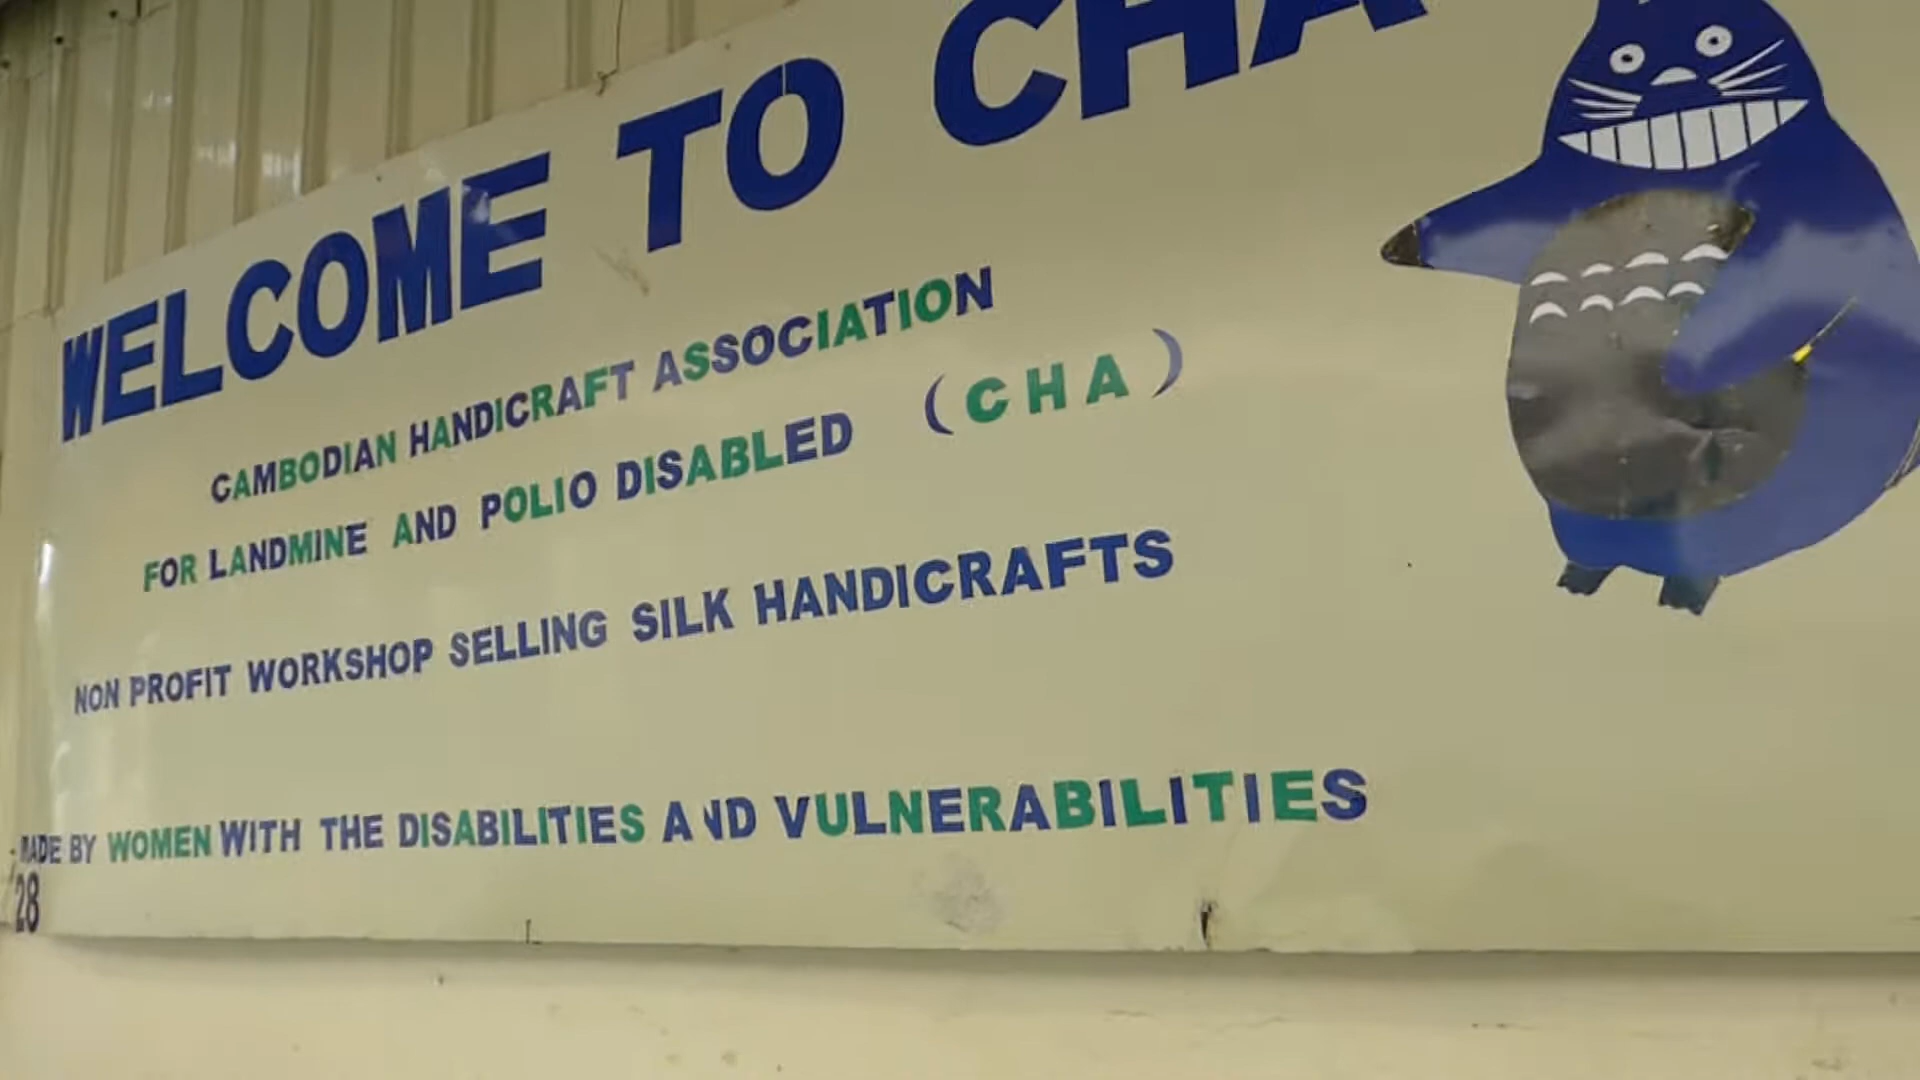 WELCOME TO CHA
CAMBODIAN HANDICRAFT ASSOCIATION
FOR LANDMINE AND POLIO DISABLED (CHA)
NON PROFIT WORKSHOP SELLING SILK HANDICRAFTS
MADE BY WOMEN WITH THE DISABILITIES AND VULNERABILITIES
28